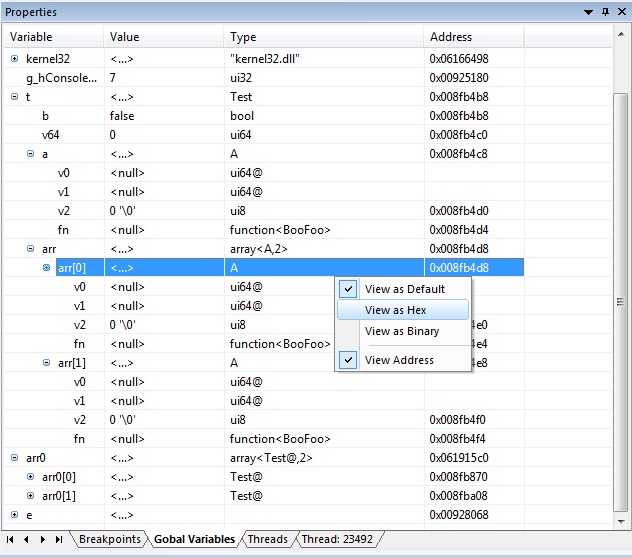 Properties
Variable Value Type Address
kernel32 <...> "kernel32.dll" 0x06166498
g_hConsole... 7 ui32 0x00925180
t <...> Test 0x008fb4b8
b false bool 0x008fb4b8
v64 0 ui64 0x008fb4c0
a <...> A 0x008fb4c8
v0 <null> ui64@
v1 <null> ui64@
v2 0 '\0' ui8 0x008fb4d0
fn <null> function<BooFoo> 0x008fb4d4
arr <...> array<A,2> 0x008fb4d8
arr[0] <...> A 0x008fb4d8
v0 <null> ui64@
View as Default
v1 <null> ui64@
View as Hex
v2 0 '\0' ui8 4e0
View as Binary
fn <null> function<BooFoo> 4e4
arr[1] <...> A 4e8
View Address
v0 <null> ui64@
v1 <null> ui64@
v2 0 '\0' ui8 0x008fb4f0
fn <null> function<BooFoo> 0x008fb4f4
arr0 <...> array<Test@,2> 0x061915c0
arr0[0] <...> Test@ 0x008fb870
arr0[1] <...> Test@ 0x008fba08
e <...> 0x00928068
Breakpoints Gobal Variables Threads Thread: 23492